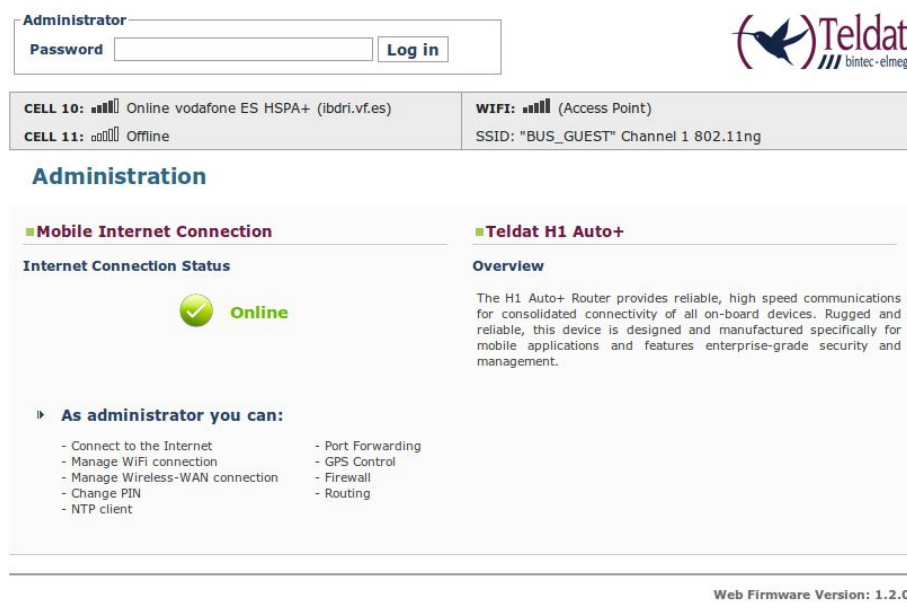 Administrator
Password Log in
Teldat
bintec-elmeg
CELL 10: Online vodafone ES HSPA+ (ibdri.vf.es)
CELL 11: Offline
WIFI: (Access Point)
SSID: "BUS_GUEST" Channel 1 802.11ng
Administration
Mobile Internet Connection
Internet Connection Status
Online
As administrator you can:
- Connect to the Internet
- Manage WiFi connection
- Manage Wireless-WAN connection
- Change PIN
- NTP client
- Port Forwarding
- GPS Control
- Firewall
- Routing
Teldat H1 Auto+
Overview
The H1 Auto+ Router provides reliable, high speed communications
for consolidated connectivity of all on-board devices. Rugged and
reliable, this device is designed and manufactured specifically for
mobile applications and features enterprise-grade security and
management.
Web Firmware Version: 1.2.0